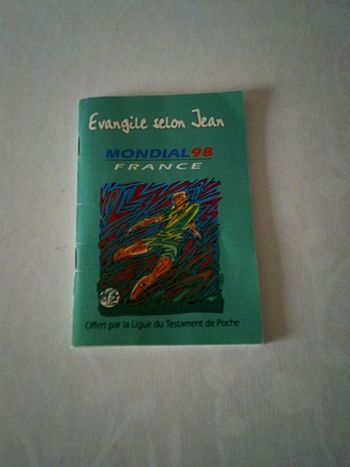 Evangile selon Jean
MONDIAL98
FRANCE
Offert par la Ligue du Testament de Poche